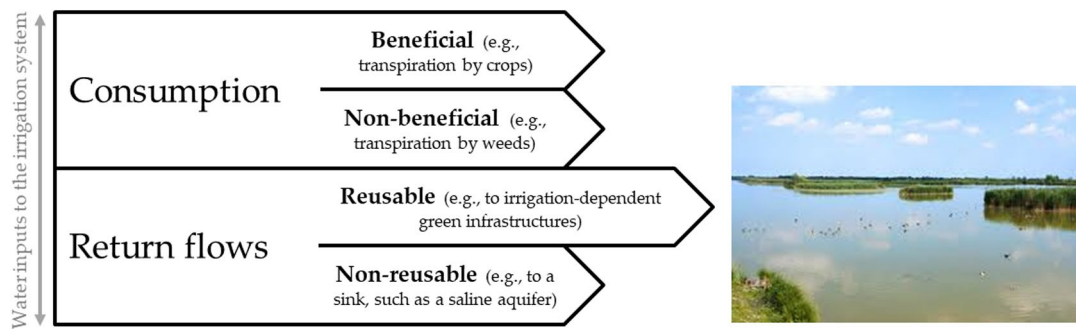 Water inputs to the irrigation system
Consumption
Beneficial (e.g.,
transpiration by crops)
Non-beneficial (e.g.,
transpiration by weeds)
Return flows
Reusable (e.g., to irrigation-dependent
green infrastructures)
Non-reusable (e.g., to a
sink, such as a saline aquifer)